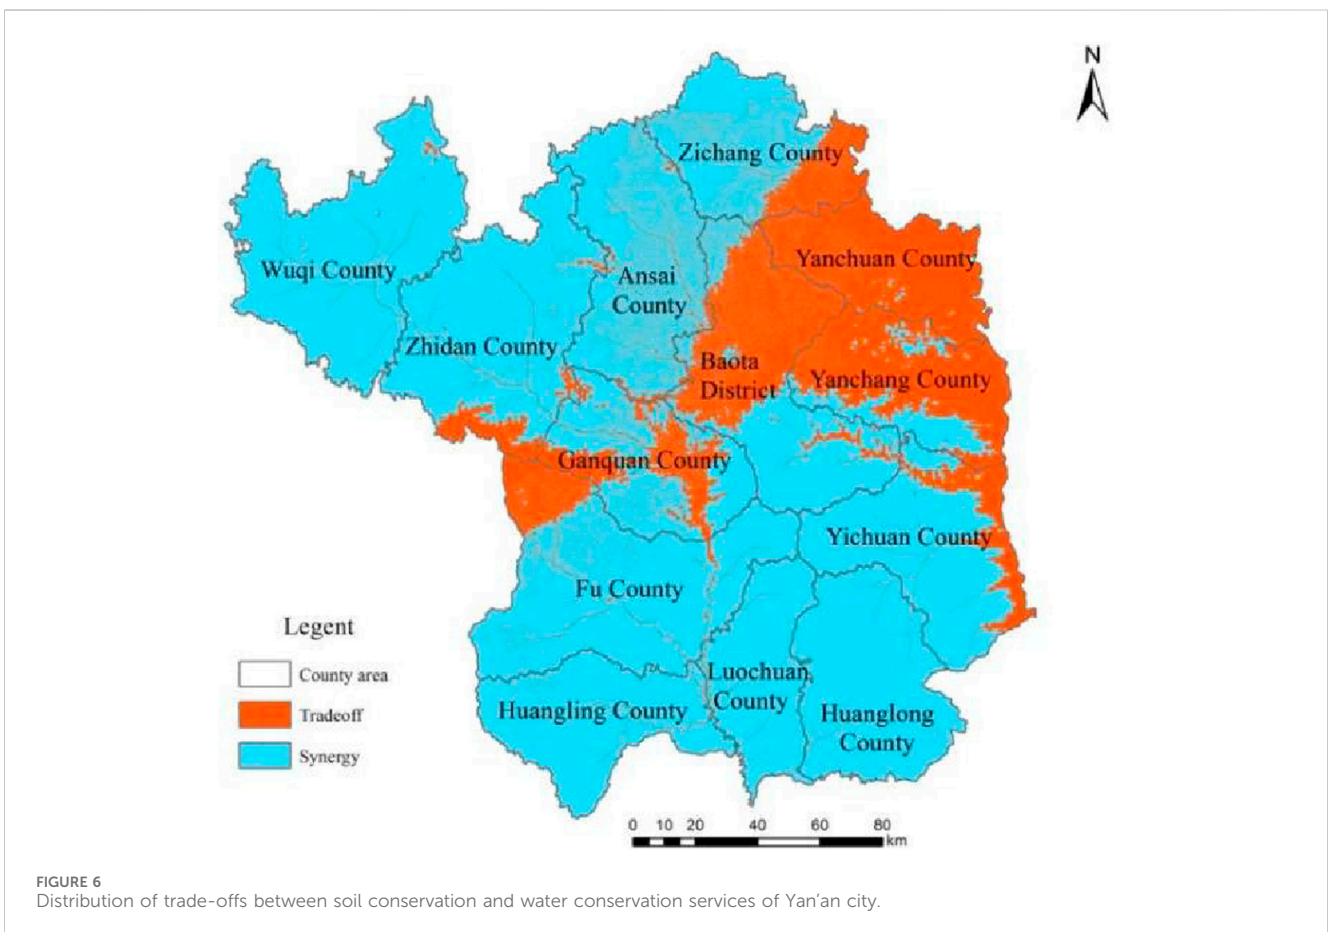 N
Zichang County
Yanchuan County
Wuqi County
Ansai
County
Zhidan County
Baota
District
Yanchang County
Ganquan County
Yichuan County
Fu County
Legent
County area
Tradeoff
Synergy
Luochuan
County
Huangling County
Huanglong
County
0 10 20 40 60 80
km
FIGURE 6
Distribution of trade-offs between soil conservation and water conservation services of Yan’an city.